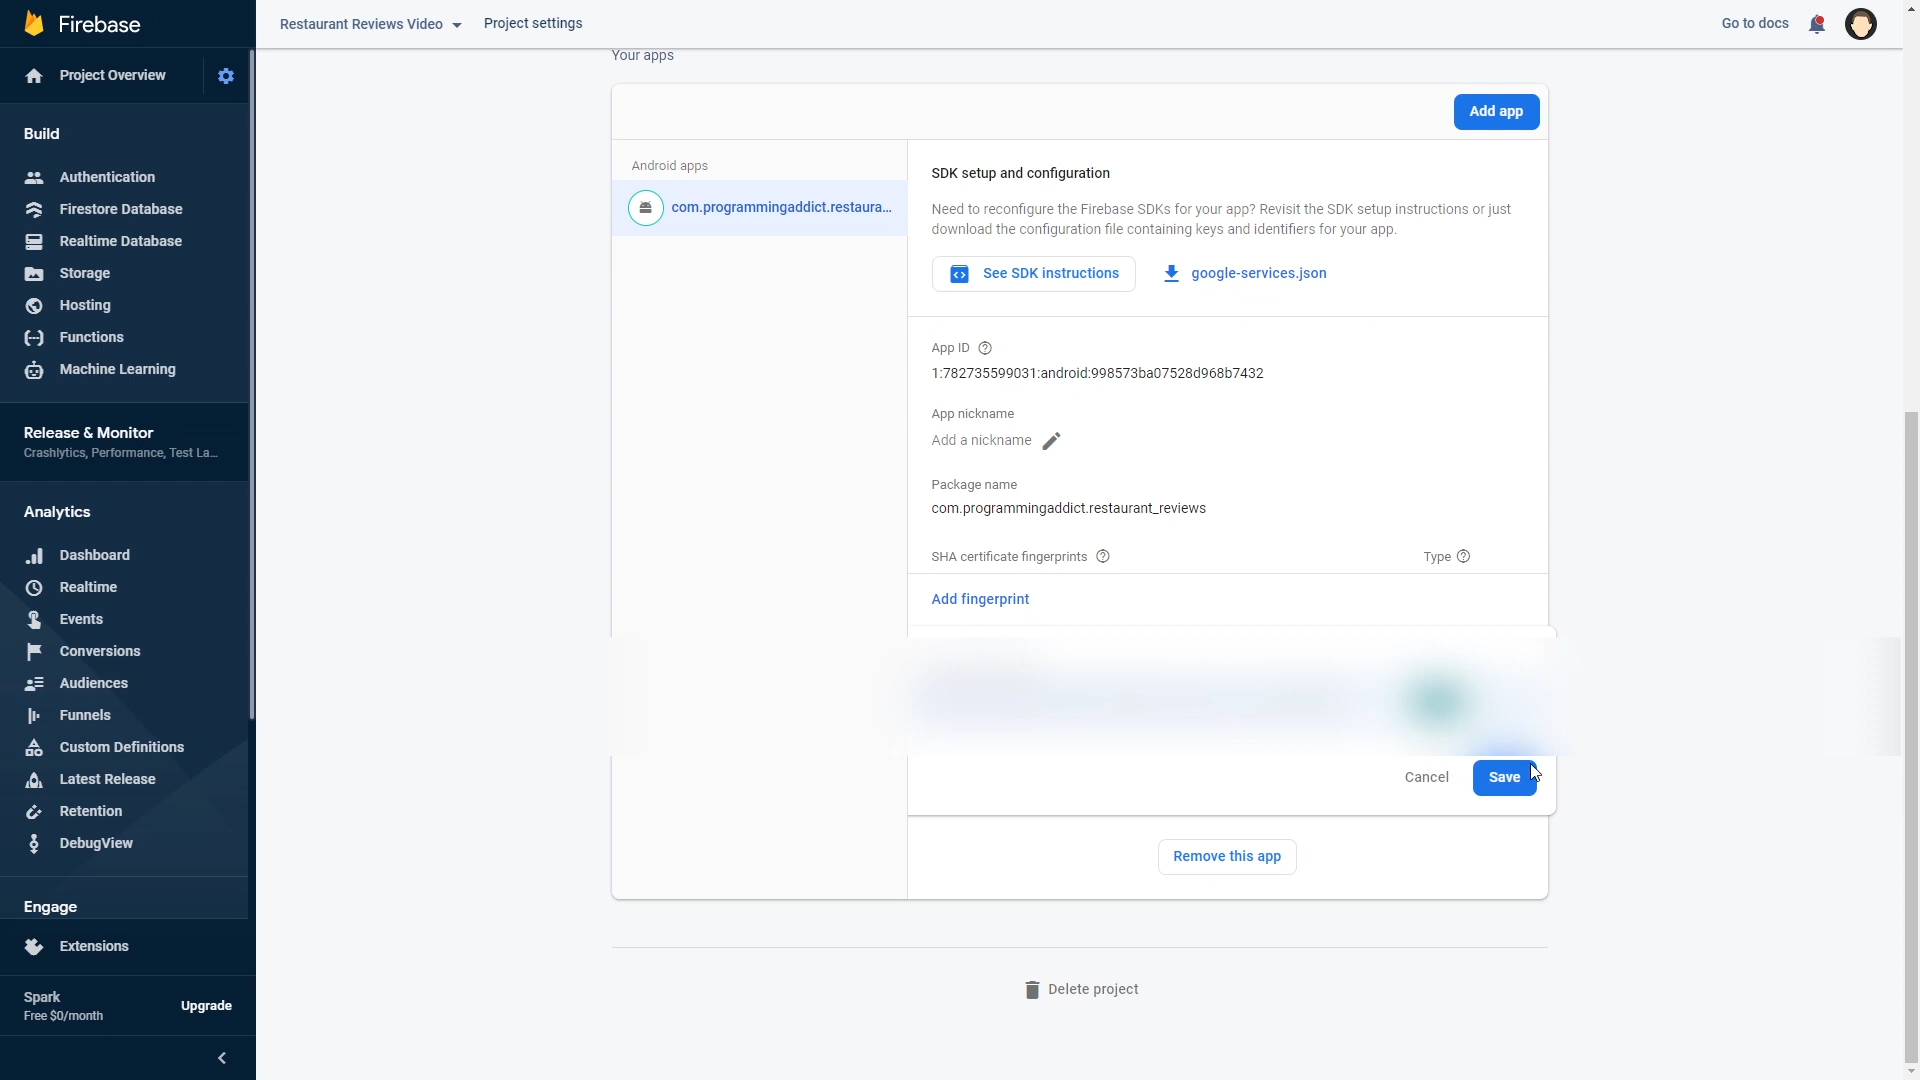 Firebase
Restaurant Reviews Video
Project settings
Go to docs
Project Overview
Build
Authentication
Firestore Database
Realtime Database
Storage
Hosting
Functions
Machine Learning
Release & Monitor
Crashlytics, Performance, Test La...
Analytics
Dashboard
Realtime
Events
Conversions
Audiences
Funnels
Custom Definitions
Latest Release
Retention
DebugView
Engage
Extensions
Spark
Free $0/month
Upgrade
Your apps
Add app
Android apps
com.programmingaddict.restaura...
SDK setup and configuration
Need to reconfigure the Firebase SDKs for your app? Revisit the SDK setup instructions or just
download the configuration file containing keys and identifiers for your app.
See SDK instructions
google-services.json
App ID
1:782735599031:android:998573ba07528d968b7432
App nickname
Add a nickname
Package name
com.programmingaddict.restaurant_reviews
SHA certificate fingerprints
Type
Add fingerprint
Cancel
Save
Remove this app
Delete project